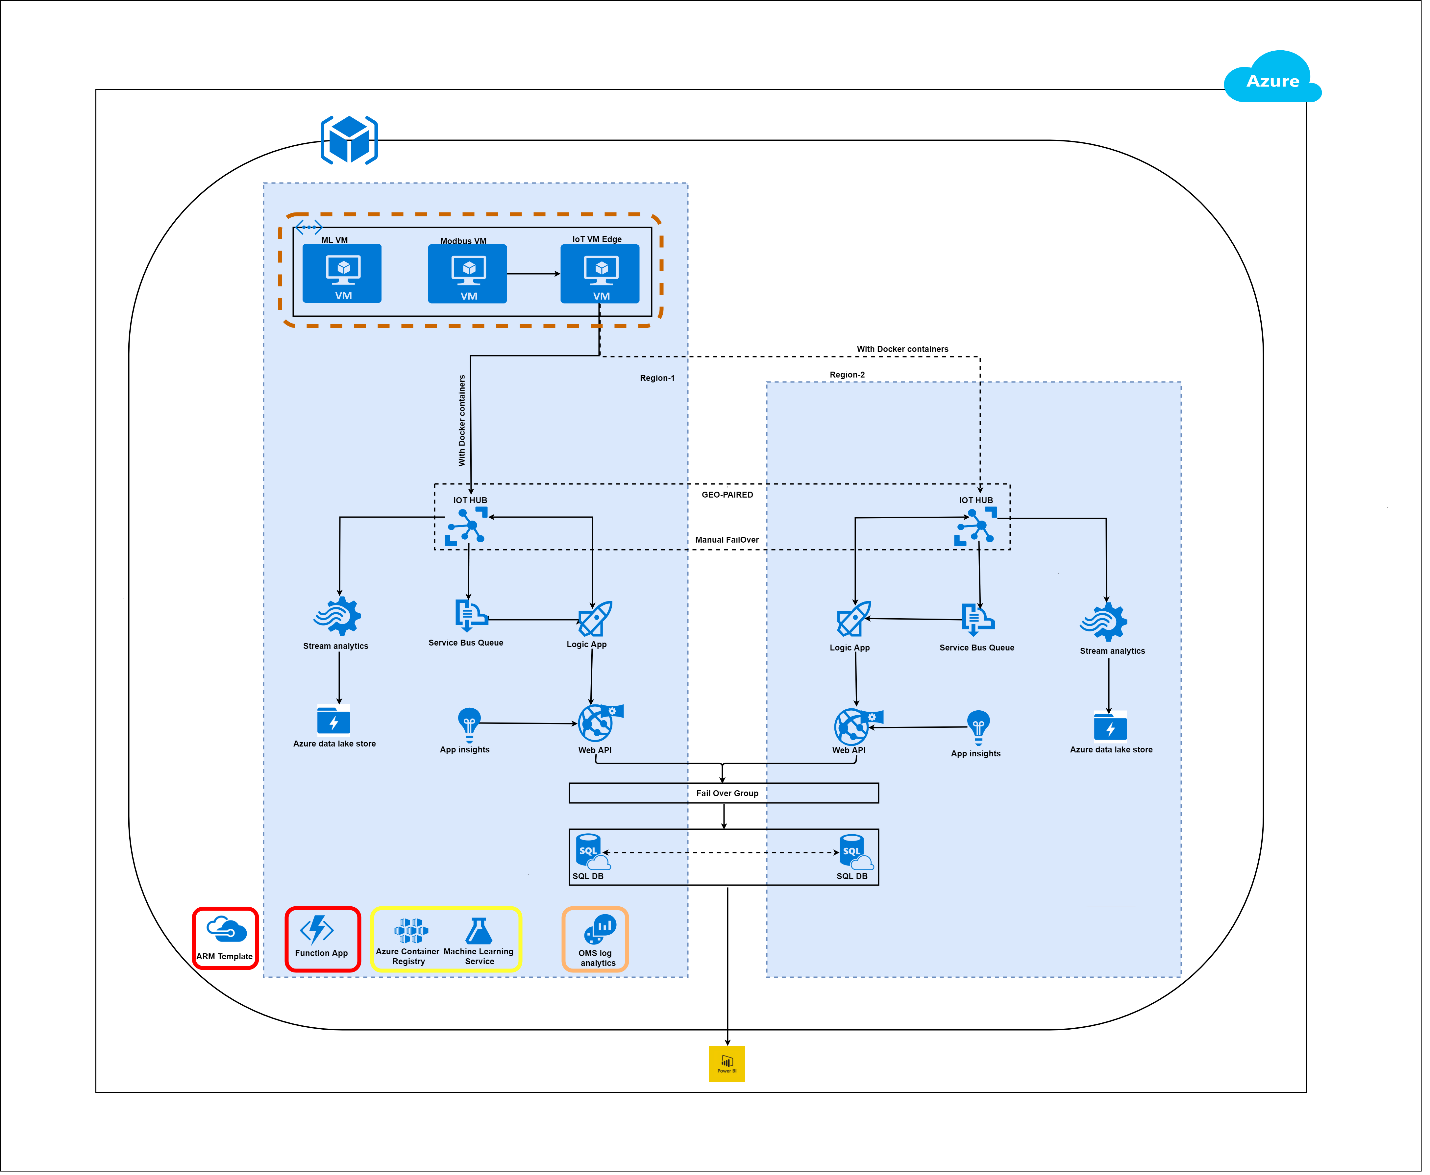 Azure
ML VM
Modbus VM
IoT VM Edge
VM
VM
VM
With Docker containers
Region-1
Region-2
With Docker containers
GEO-PAIRED
IOT HUB
IOT HUB
Manual FailOver
Stream analytics
Service Bus Queue
Logic App
Logic App
Service Bus Queue
Stream analytics
Azure data lake store
App insights
Web API
Web API
App insights
Azure data lake store
Fail Over Group
SQL
SQL
SQL DB
SQL DB
ARM Template
Function App
Azure Container
Registry
Machine Learning
Service
OMS log
analytics
Power BI